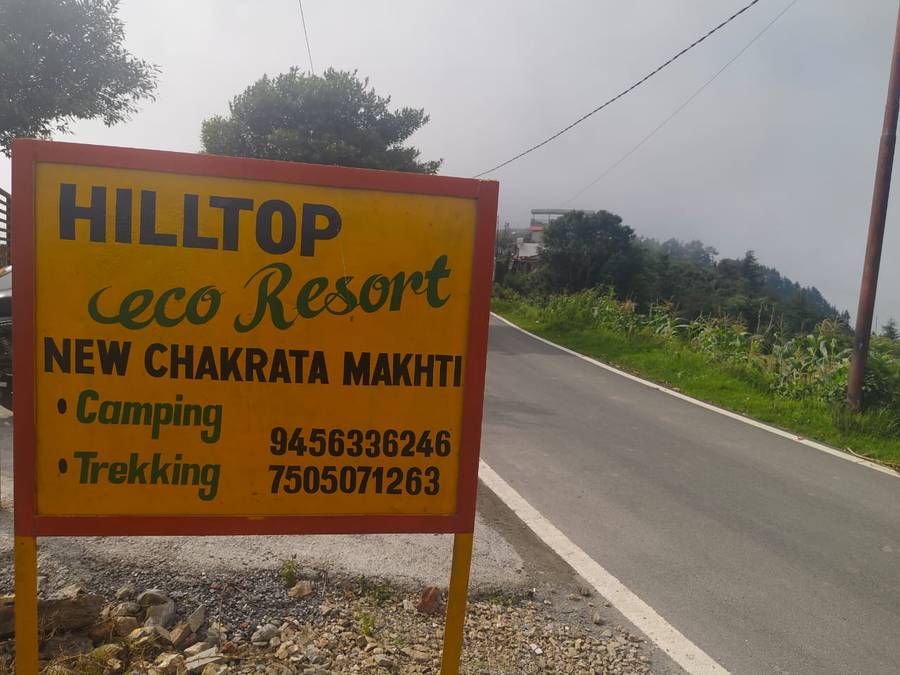 HILLTOP
eco Resort
NEW CHAKRATA MAKHTI
• Camping
9456336246
• Trekking
7505071263